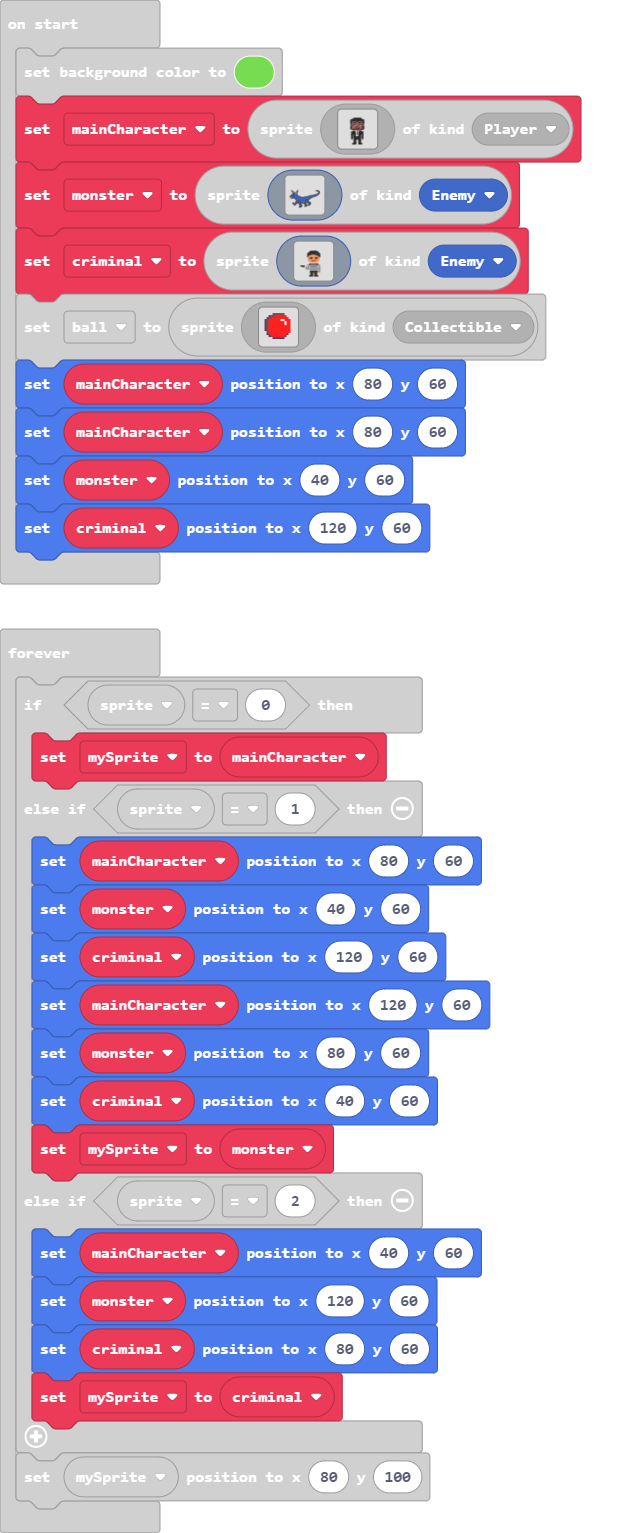 on start
set background color to
set mainCharacter to sprite of kind Player
set monster to sprite of kind Enemy
set criminal to sprite of kind Enemy
set ball to sprite of kind Collectible
set mainCharacter position to x 80 y 60
set mainCharacter position to x 80 y 60
set monster position to x 40 y 60
set criminal position to x 120 y 60
forever
if sprite = 0 then
set mySprite to mainCharacter
else if sprite = 1 then
set mainCharacter position to x 80 y 60
set monster position to x 40 y 60
set criminal position to x 120 y 60
set mainCharacter position to x 120 y 60
set monster position to x 80 y 60
set criminal position to x 40 y 60
set mySprite to monster
else if sprite = 2 then
set mainCharacter position to x 40 y 60
set monster position to x 120 y 60
set criminal position to x 80 y 60
set mySprite to criminal
set mySprite position to x 80 y 100